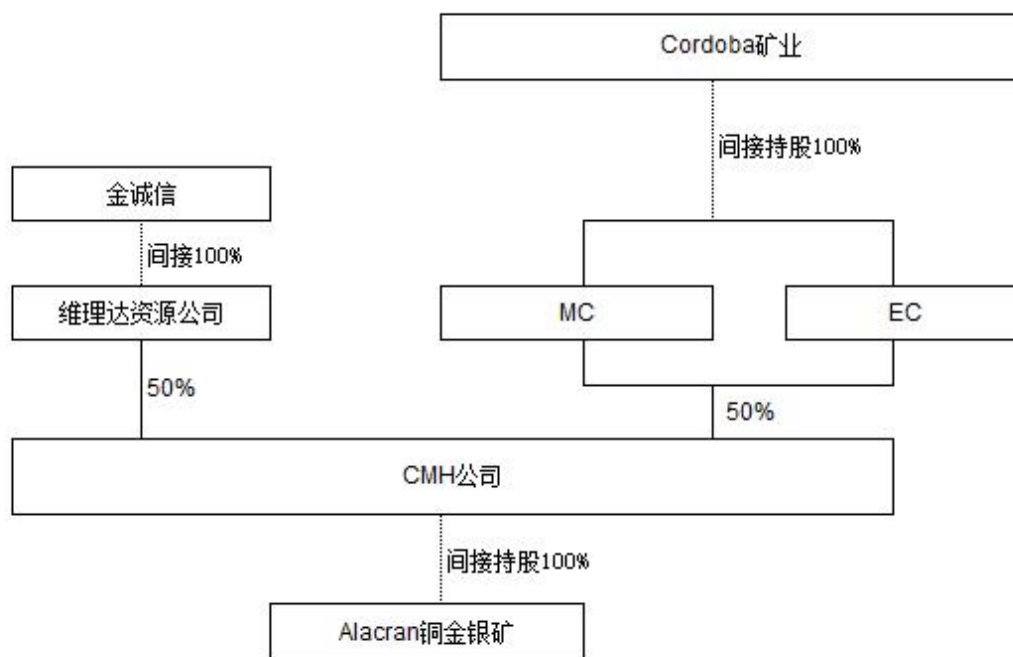 Cordoba矿业
间接持股100%
金诚信
间接100%
维理达资源公司
MC
EC
50%
50%
CMH公司
间接持股100%
Alacran铜金银矿